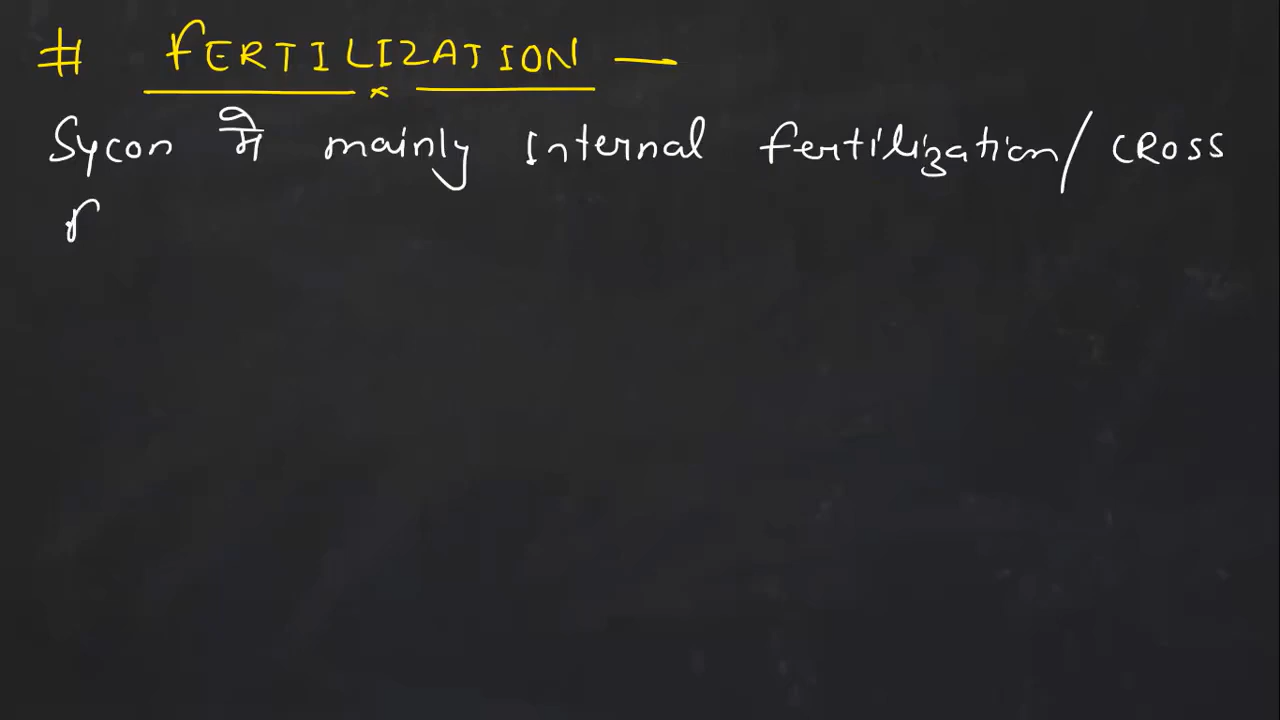 # FERTILIZATION —
Sycon में mainly Internal fertilization/ CROSS
f